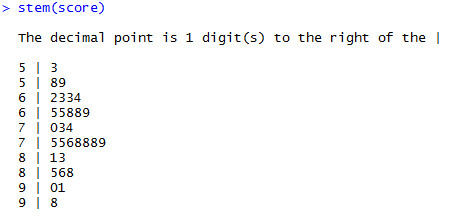 > stem(score)
The decimal point is 1 digit(s) to the right of the |
5 | 3
5 | 89
6 | 2334
6 | 55889
7 | 034
7 | 5568889
8 | 13
8 | 568
9 | 01
9 | 8